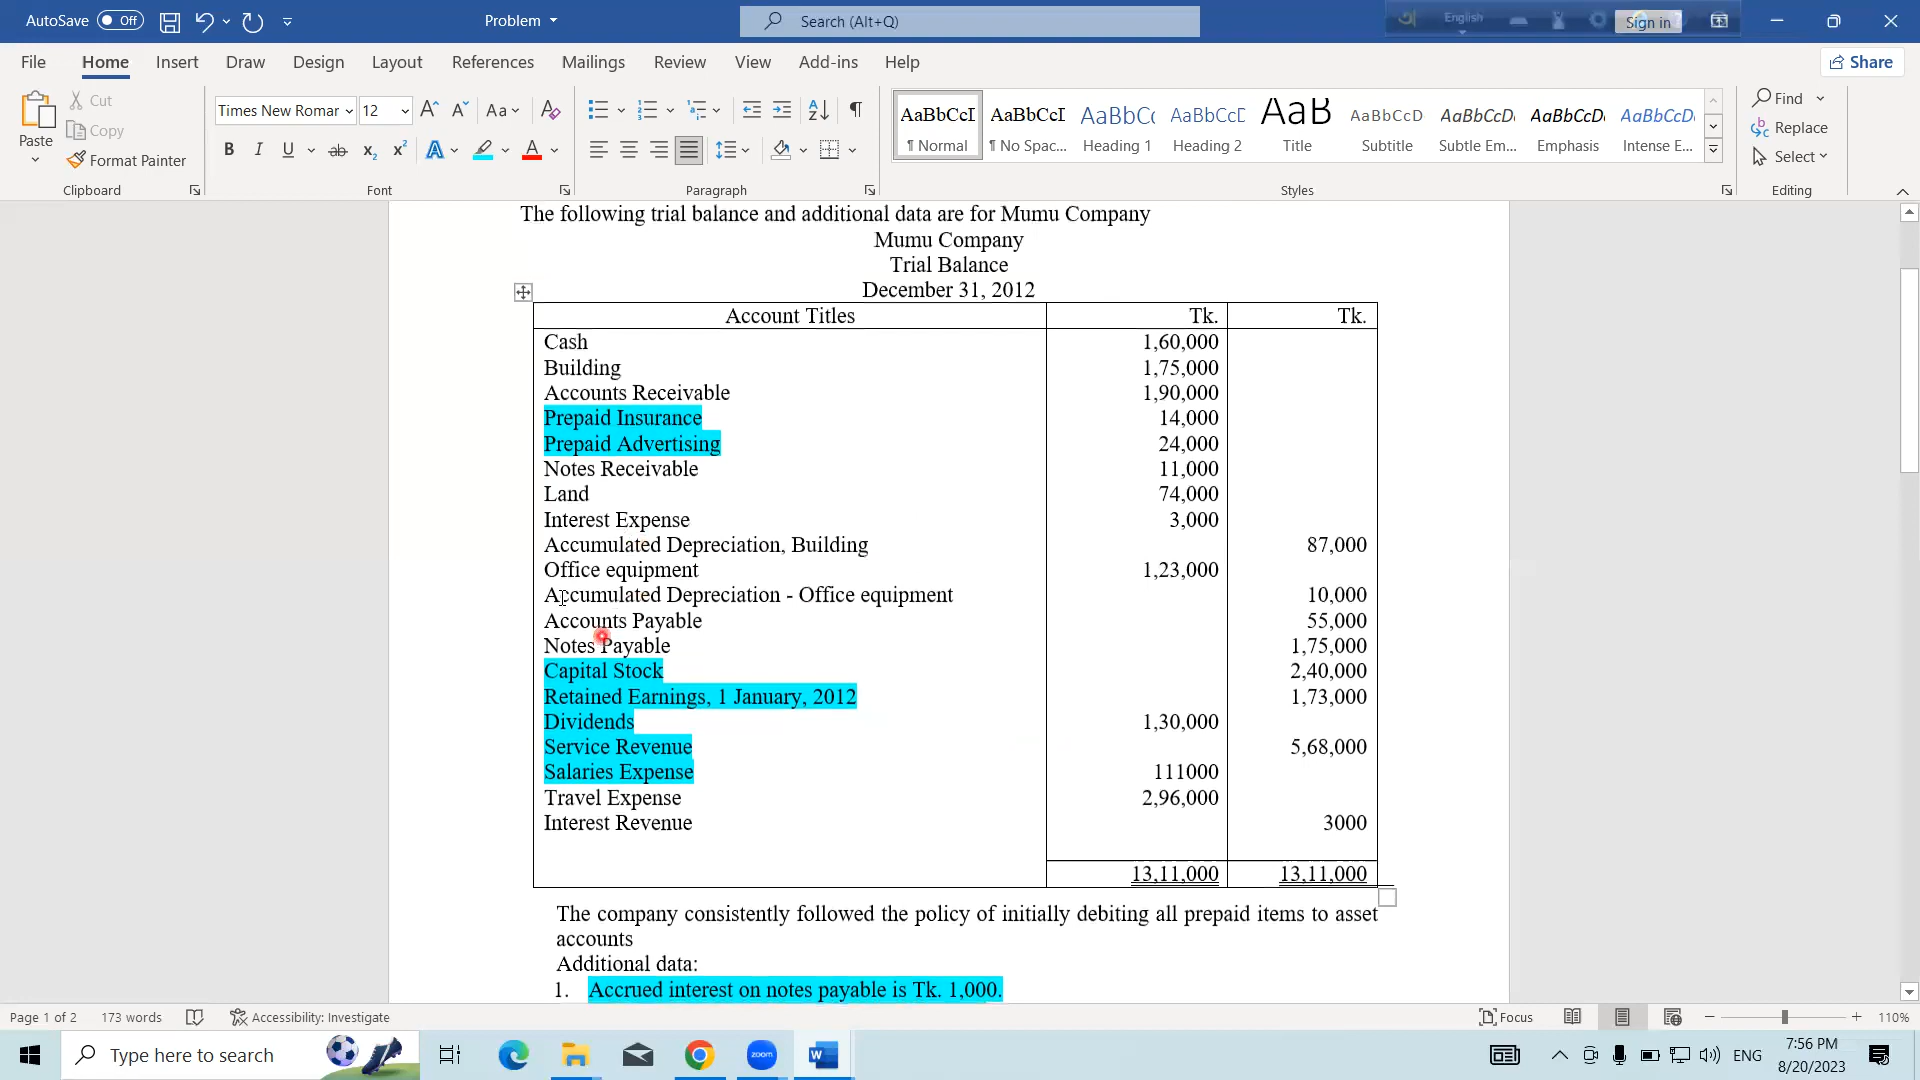 AutoSave Off Problem Search (Alt+Q) English Sign in
File Home Insert Draw Design Layout References Mailings Review View Add-ins Help Share
Paste Cut Copy Format Painter
Clipboard
Times New Romar 12 Aa
B I U ab x₂ x² A A
Font
Paragraph
AaBbCcI AaBbCcI AaBbCc AaBbCcC AaB AaBbCcD AaBbCcD AaBbCcD AaBbCcD
¶ Normal ¶ No Spac... Heading 1 Heading 2 Title Subtitle Subtle Em... Emphasis Intense E...
Styles
Find
Replace
Select
Editing
The following trial balance and additional data are for Mumu Company
Mumu Company
Trial Balance
December 31, 2012
Account Titles Tk. Tk.
Cash 1,60,000
Building 1,75,000
Accounts Receivable 1,90,000
Prepaid Insurance 14,000
Prepaid Advertising 24,000
Notes Receivable 11,000
Land 74,000
Interest Expense 3,000
Accumulated Depreciation, Building 87,000
Office equipment 1,23,000
Accumulated Depreciation - Office equipment 10,000
Accounts Payable 55,000
Notes Payable 1,75,000
Capital Stock 2,40,000
Retained Earnings, 1 January, 2012 1,73,000
Dividends 1,30,000
Service Revenue 5,68,000
Salaries Expense 111000
Travel Expense 2,96,000
Interest Revenue 3000
13,11,000 13,11,000
The company consistently followed the policy of initially debiting all prepaid items to asset
accounts
Additional data:
1. Accrued interest on notes payable is Tk. 1,000.
Page 1 of 2 173 words Accessibility: Investigate Focus 110%
Type here to search zoom ENG 7:56 PM
8/20/2023